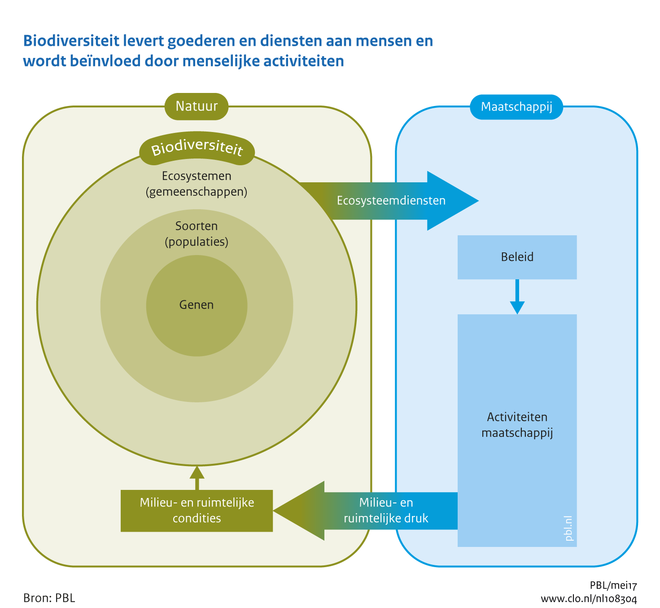 Biodiversiteit levert goederen en diensten aan mensen en
wordt beïnvloed door menselijke activiteiten
Natuur
Maatschappij
Biodiversiteit
Ecosystemen
(gemeenschappen)
Ecosysteemdiensten
Soorten
(populaties)
Beleid
Genen
Activiteiten
maatschappij
Milieu- en ruimtelijke
condities
Milieu- en
ruimtelijke druk
pbl.nl
Bron: PBL
PBL/mei17
www.clo.nl/nl108304